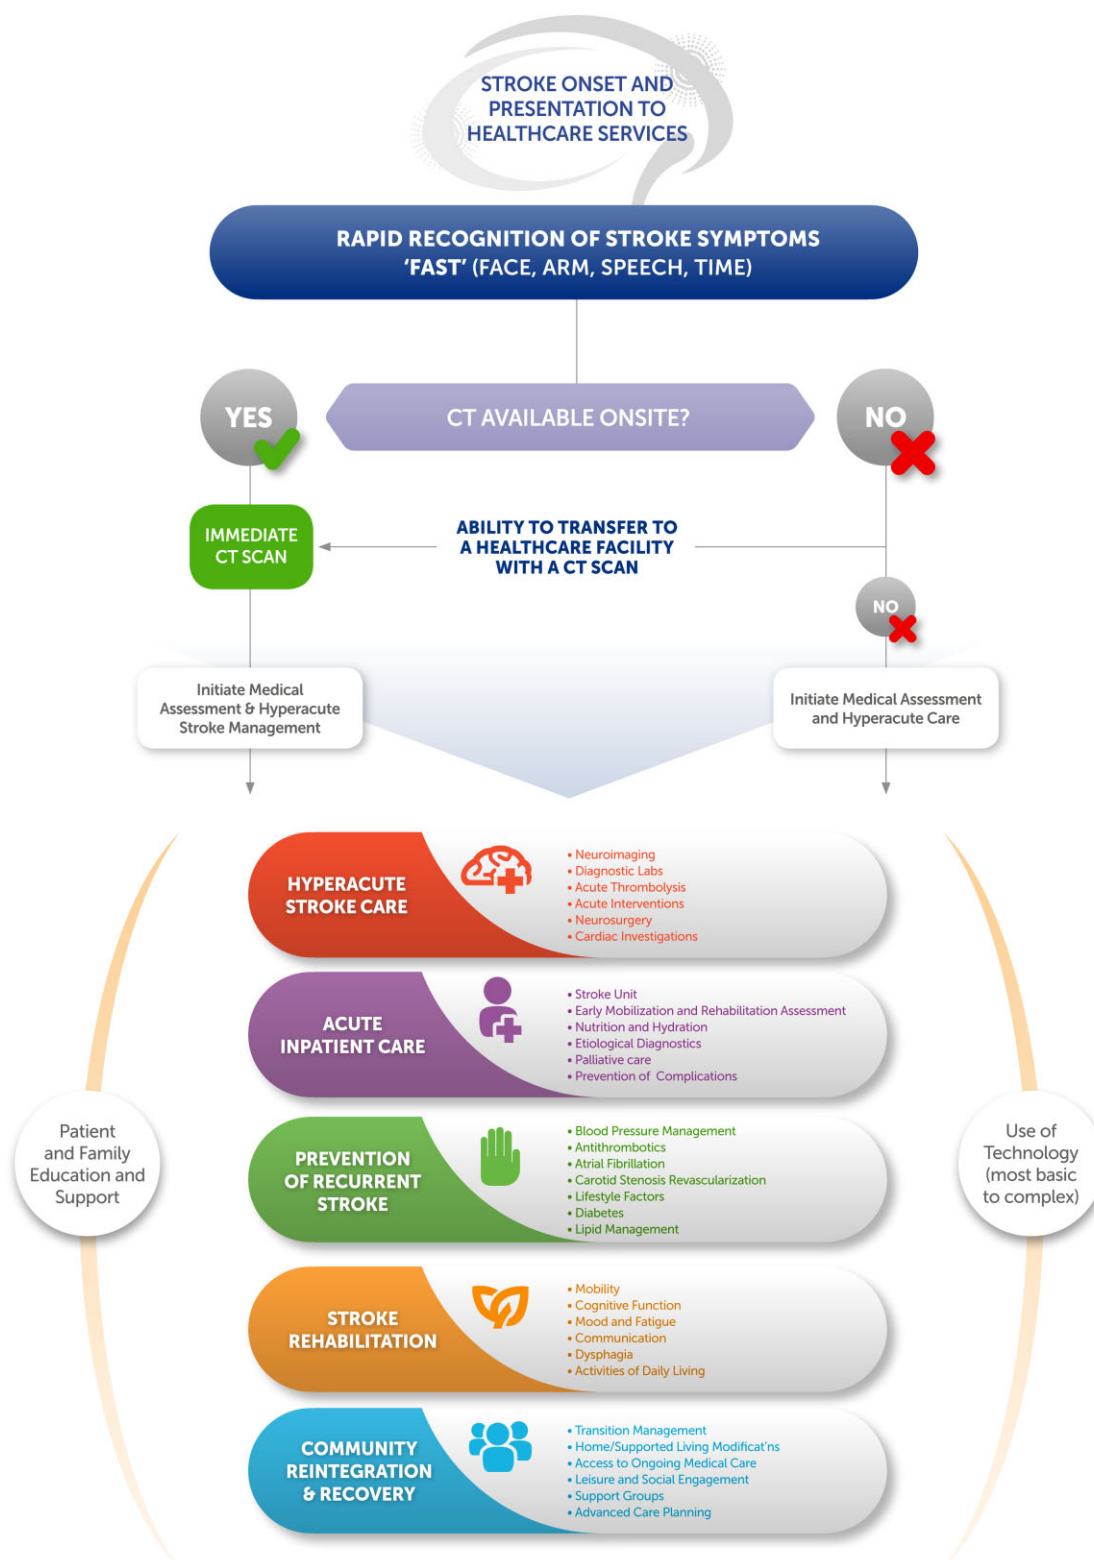 STROKE ONSET AND
PRESENTATION TO
HEALTHCARE SERVICES
RAPID RECOGNITION OF STROKE SYMPTOMS
'FAST' (FACE, ARM, SPEECH, TIME)
YES
CT AVAILABLE ONSITE?
NO
IMMEDIATE
CT SCAN
ABILITY TO TRANSFER TO
A HEALTHCARE FACILITY
WITH A CT SCAN
NO
Initiate Medical
Assessment & Hyperacute
Stroke Management
Initiate Medical Assessment
and Hyperacute Care
HYPERACUTE
STROKE CARE
• Neuroimaging
• Diagnostic Labs
• Acute Thrombolysis
• Acute Interventions
• Neurosurgery
• Cardiac Investigations
ACUTE
INPATIENT CARE
• Stroke Unit
• Early Mobilization and Rehabilitation Assessment
• Nutrition and Hydration
• Etiological Diagnostics
• Palliative care
• Prevention of Complications
Patient
and Family
Education and
Support
PREVENTION
OF RECURRENT
STROKE
• Blood Pressure Management
• Antithrombotics
• Atrial Fibrillation
• Carotid Stenosis Revascularization
• Lifestyle Factors
• Diabetes
• Lipid Management
Use of
Technology
(most basic
to complex)
STROKE
REHABILITATION
• Mobility
• Cognitive Function
• Mood and Fatigue
• Communication
• Dysphagia
• Activities of Daily Living
COMMUNITY
REINTEGRATION
& RECOVERY
• Transition Management
• Home/Supported Living Modificat'ns
• Access to Ongoing Medical Care
• Leisure and Social Engagement
• Support Groups
• Advanced Care Planning